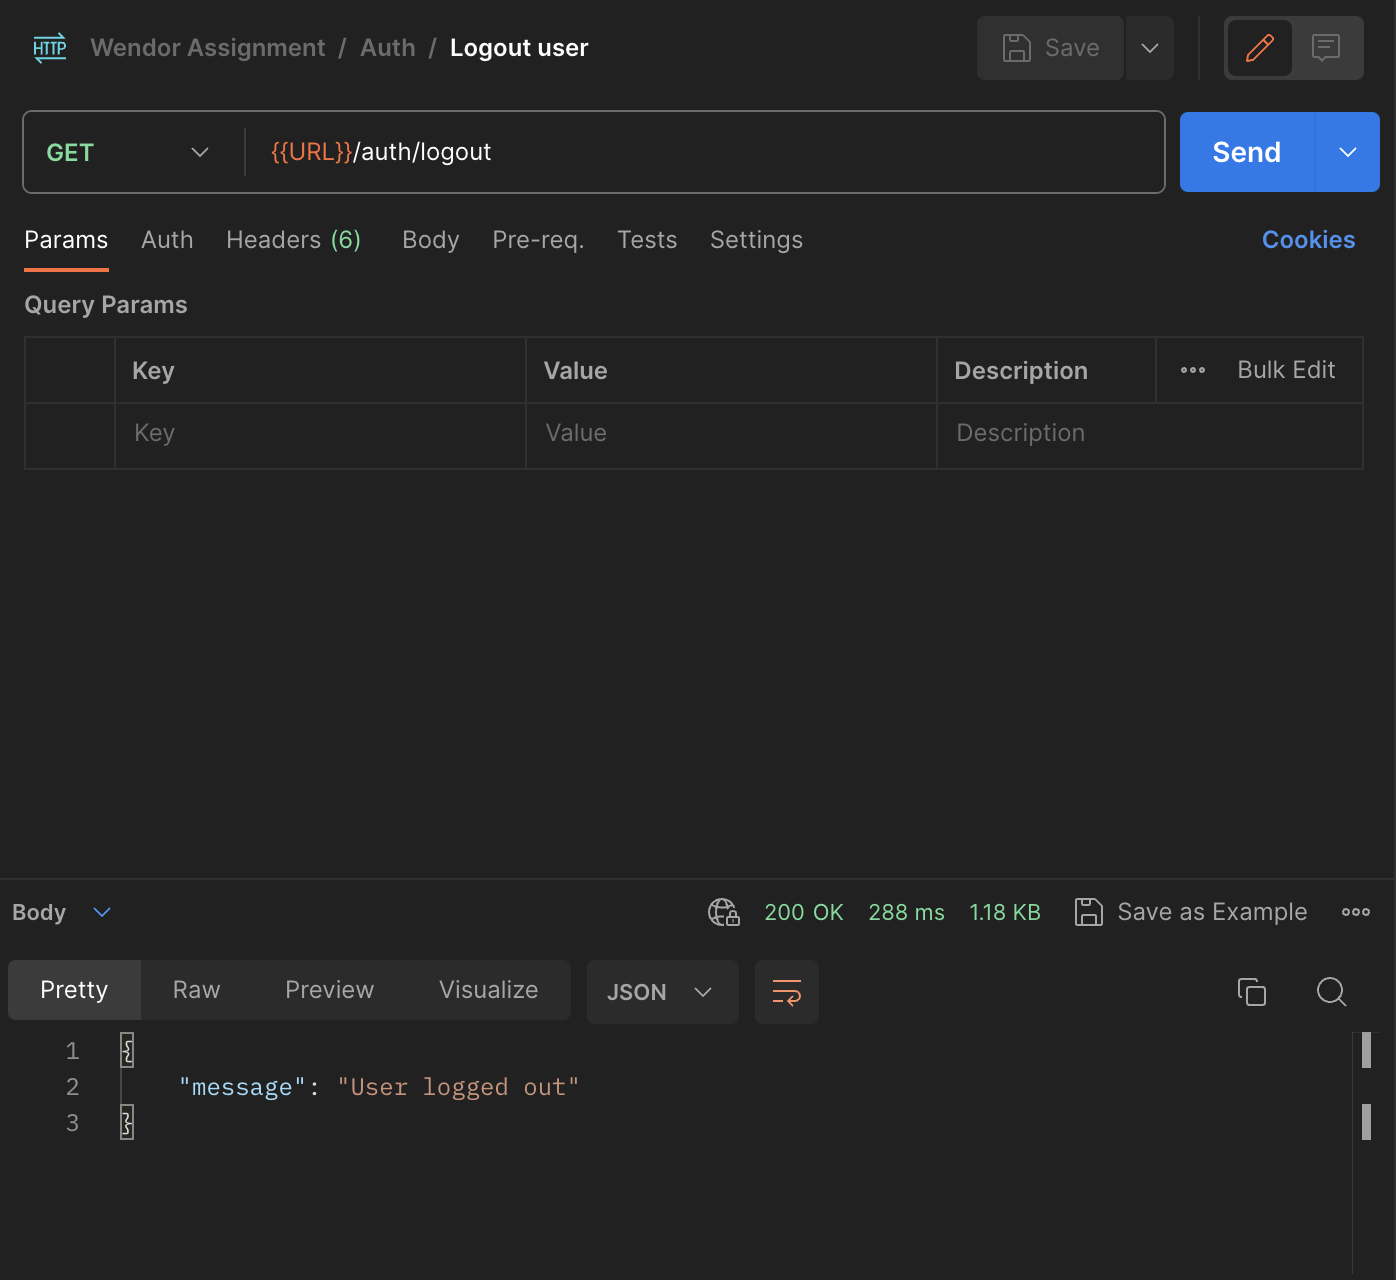 HTTP Wendor Assignment / Auth / Logout user Save
GET {{URL}}/auth/logout Send
Params Auth Headers (6) Body Pre-req. Tests Settings Cookies
Query Params
Key Value Description Bulk Edit
Key Value Description
Body 200 OK 288 ms 1.18 KB Save as Example
Pretty Raw Preview Visualize JSON
1 {
2 "message": "User logged out"
3 }